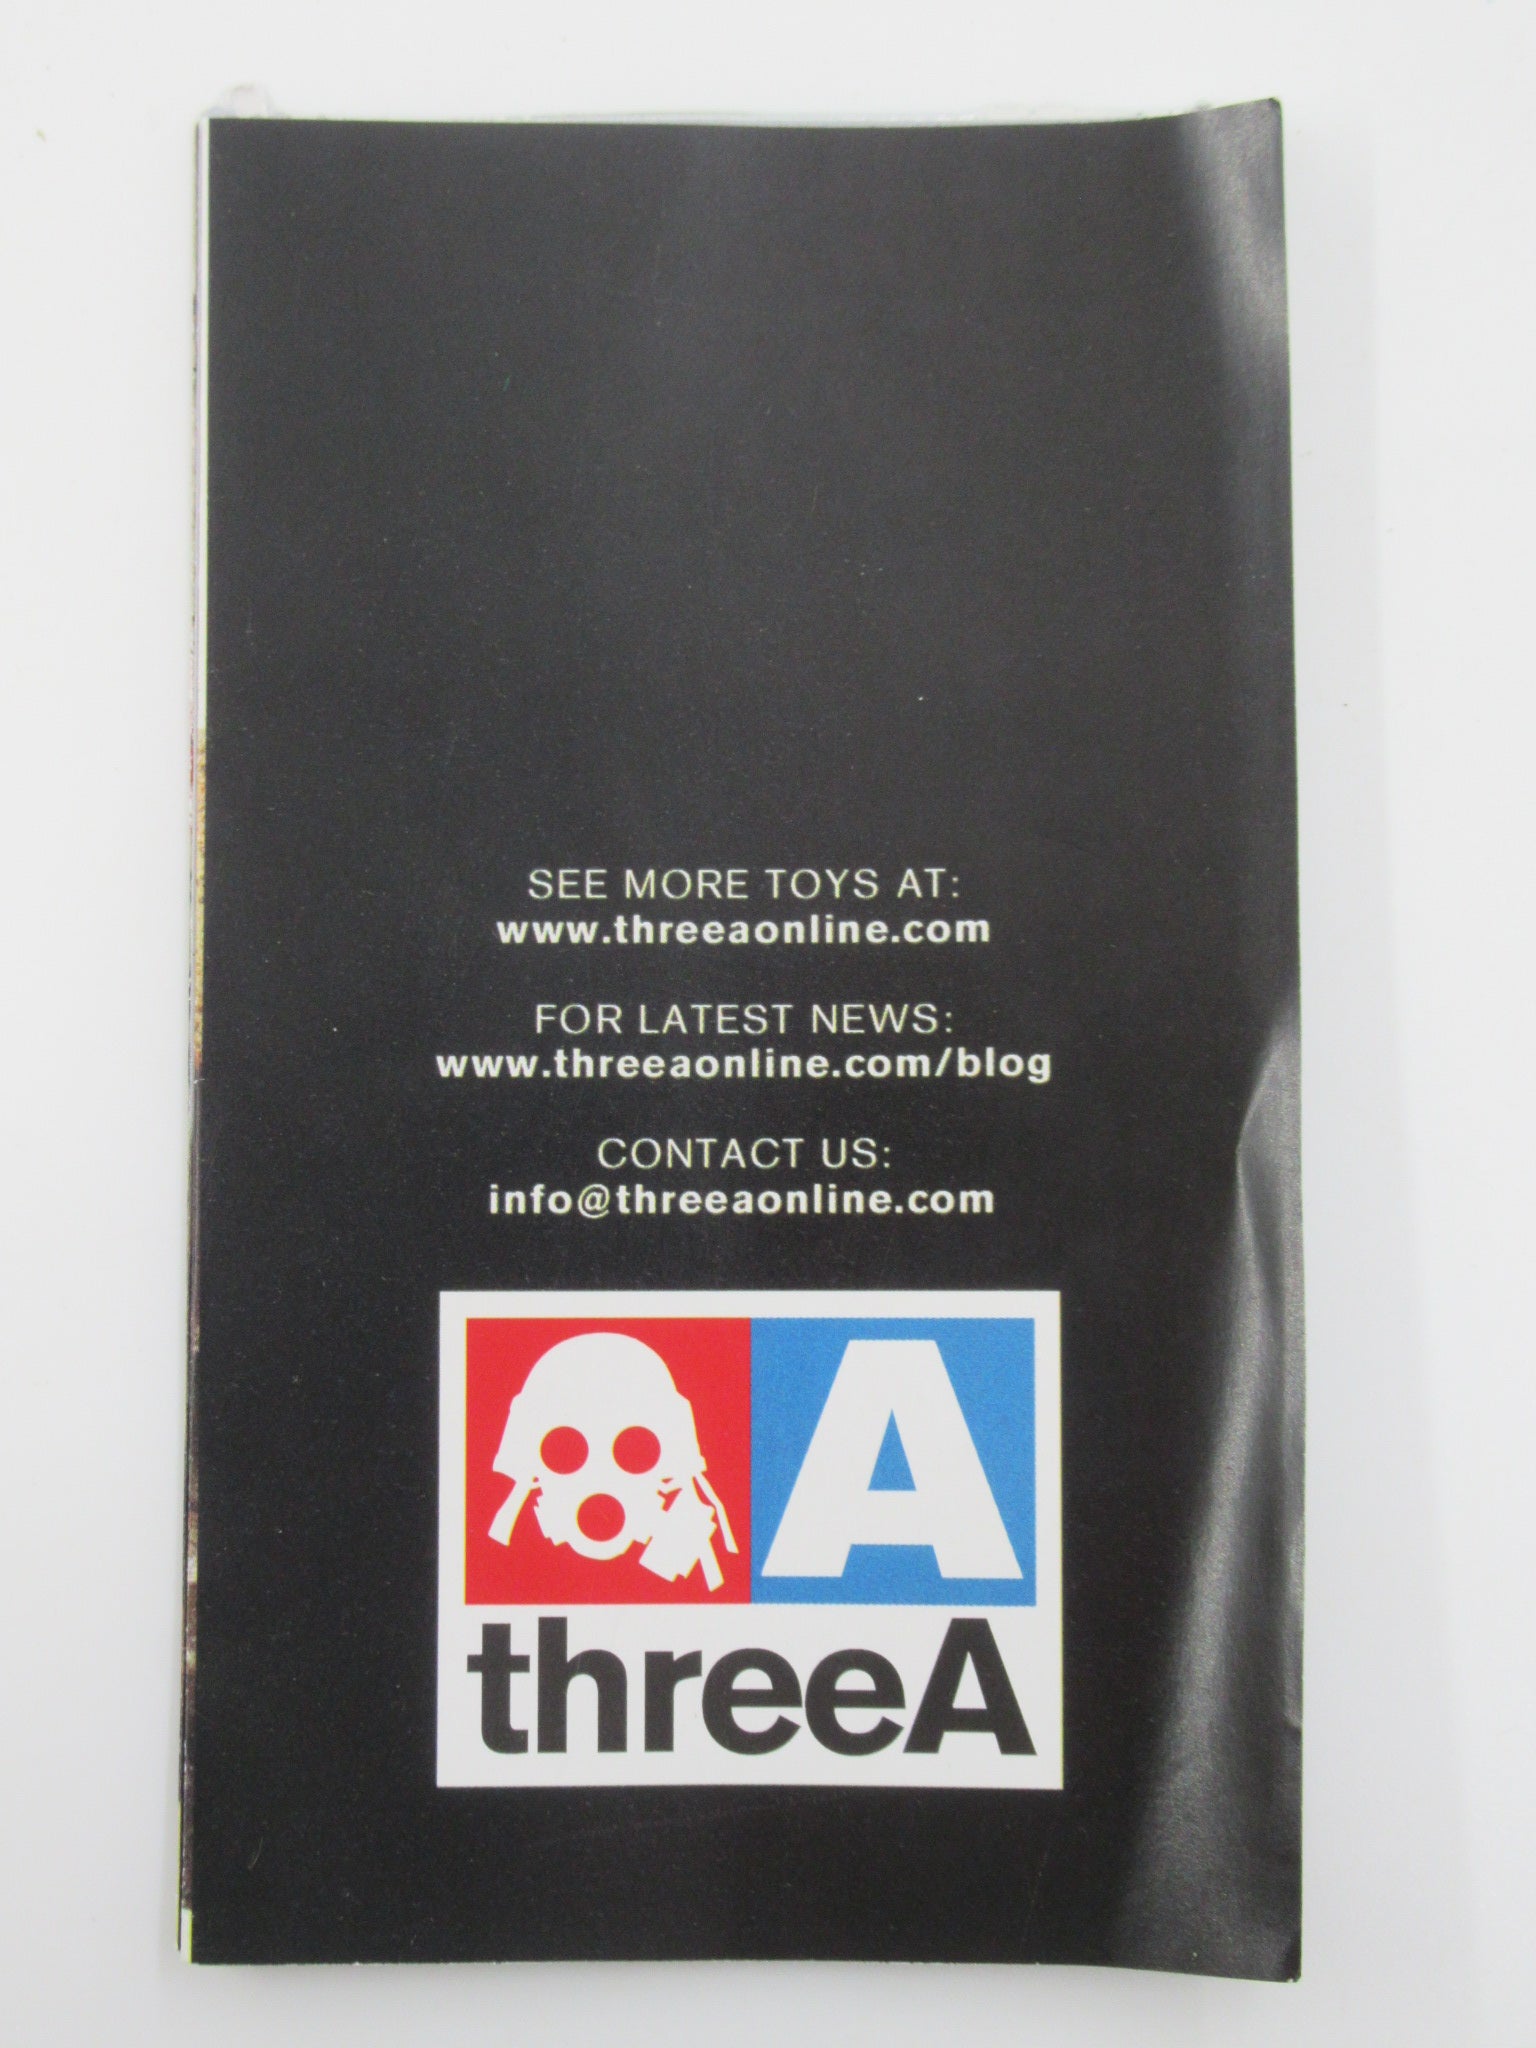 SEE MORE TOYS AT:
www.threeaonline.com
FOR LATEST NEWS:
www.threeaonline.com/blog
CONTACT US:
info@threeaonline.com
A
threeA